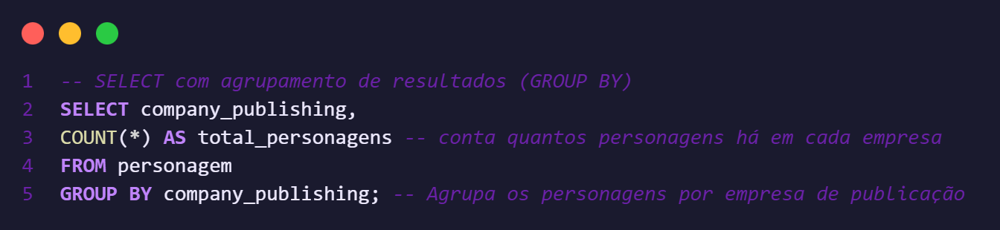 1 -- SELECT com agrupamento de resultados (GROUP BY)
2 SELECT company_publishing,
3 COUNT(*) AS total_personagens -- conta quantos personagens há em cada empresa
4 FROM personagem
5 GROUP BY company_publishing; -- Agrupa os personagens por empresa de publicação